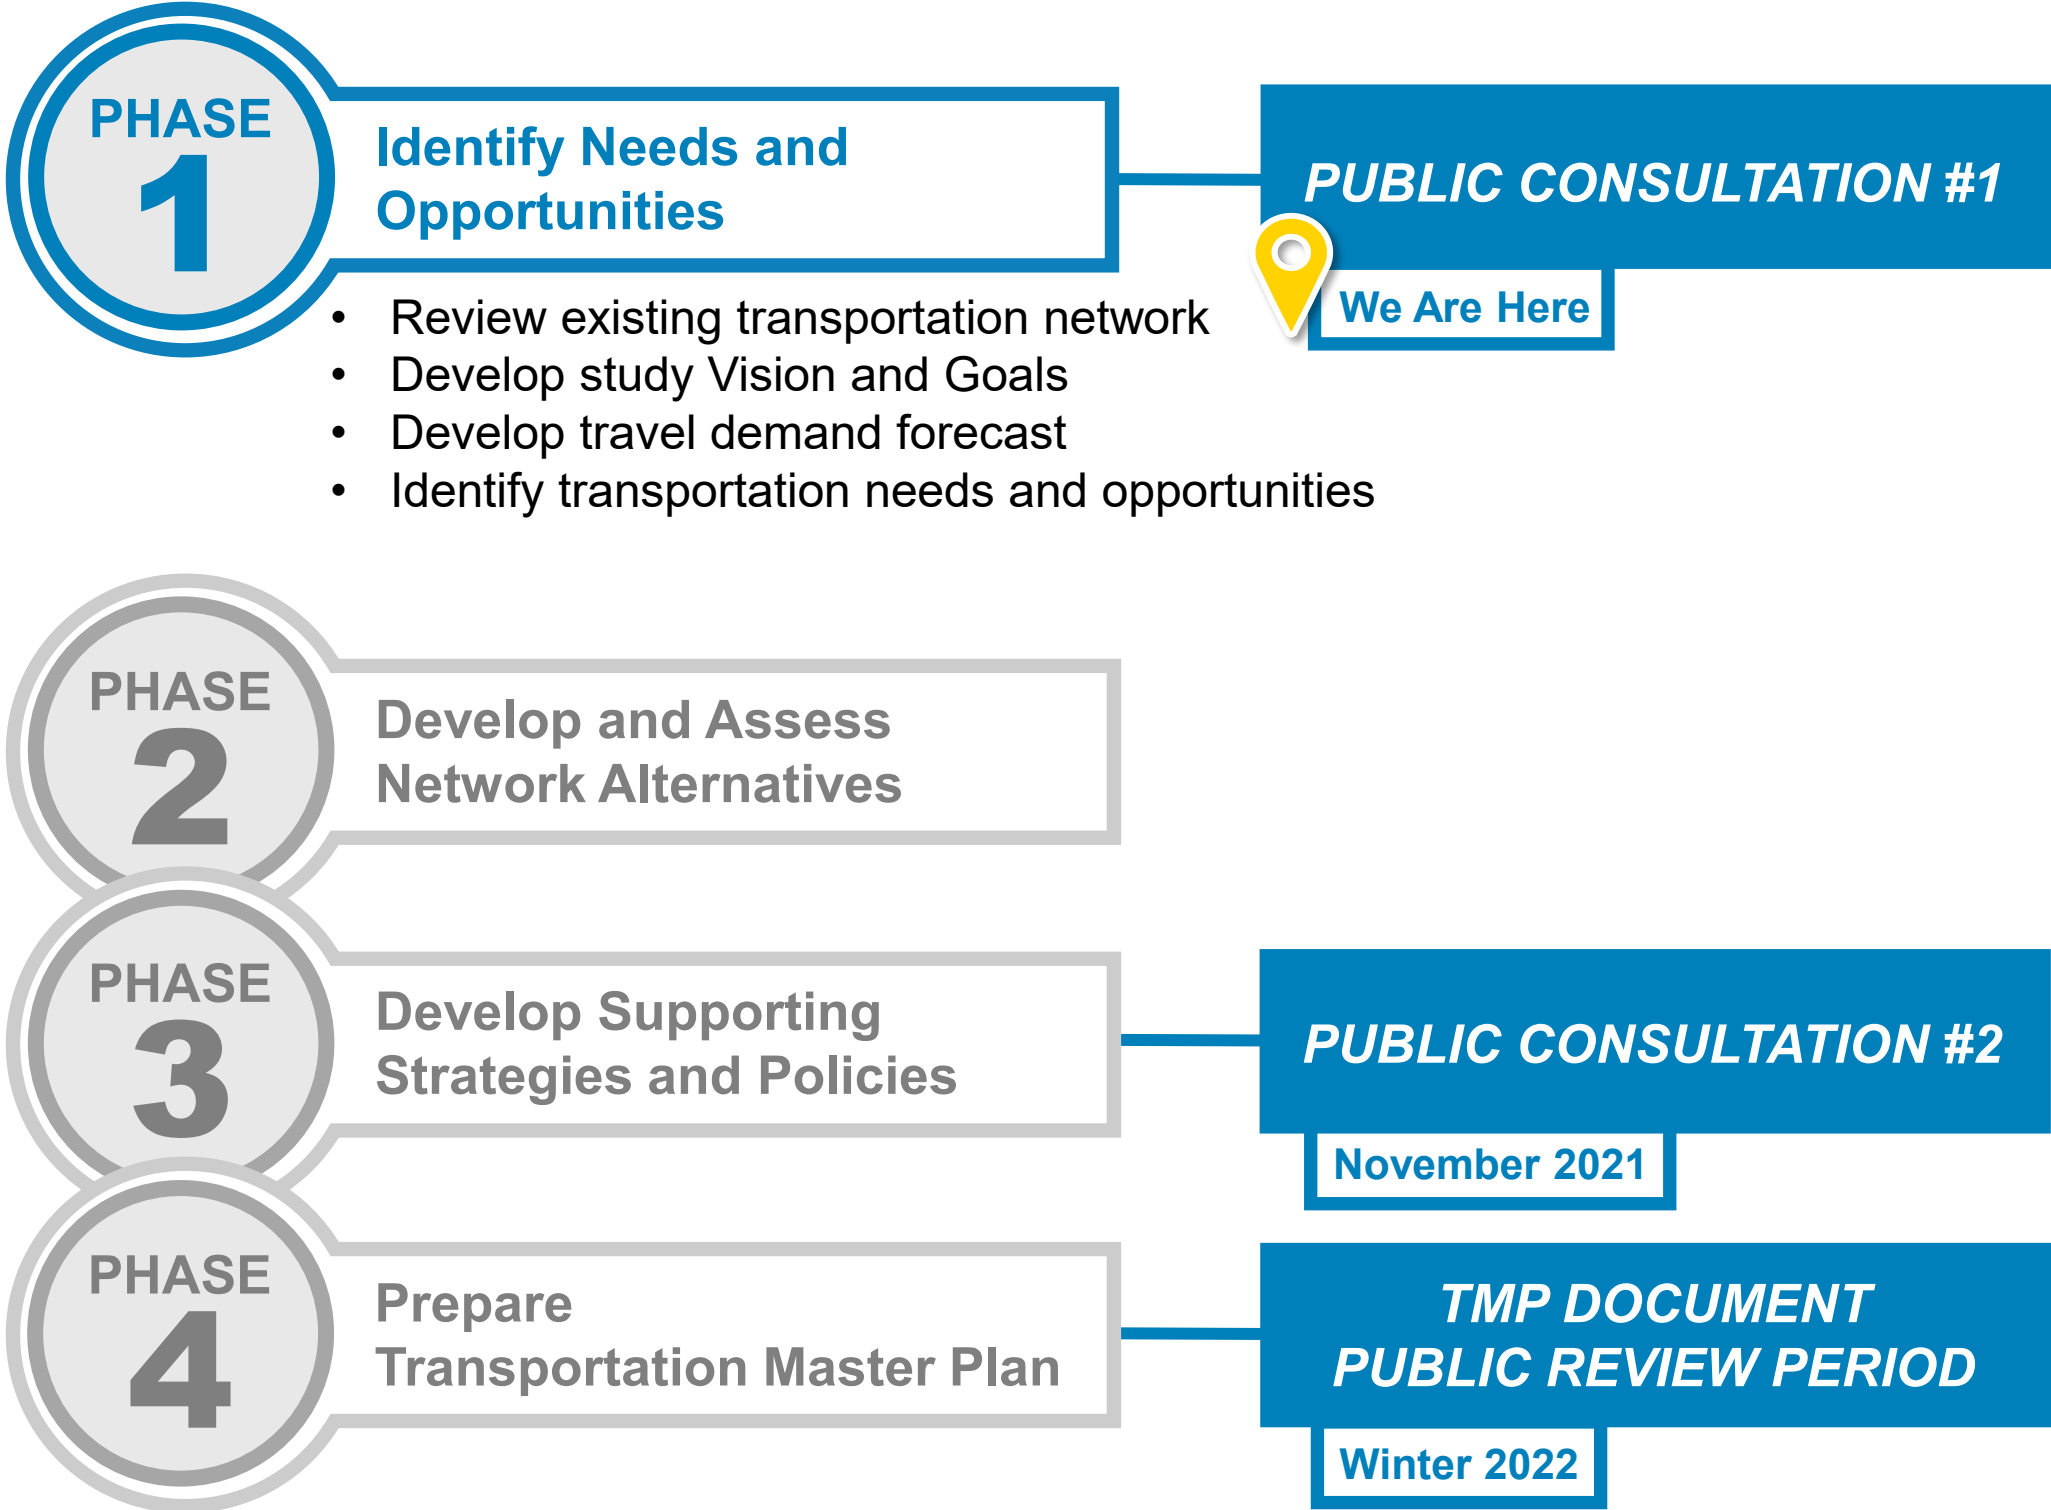 PHASE
1
Identify Needs and
Opportunities
PUBLIC CONSULTATION #1
We Are Here
• Review existing transportation network
• Develop study Vision and Goals
• Develop travel demand forecast
• Identify transportation needs and opportunities
PHASE
2
Develop and Assess
Network Alternatives
PHASE
3
Develop Supporting
Strategies and Policies
PUBLIC CONSULTATION #2
November 2021
PHASE
4
Prepare
Transportation Master Plan
TMP DOCUMENT
PUBLIC REVIEW PERIOD
Winter 2022